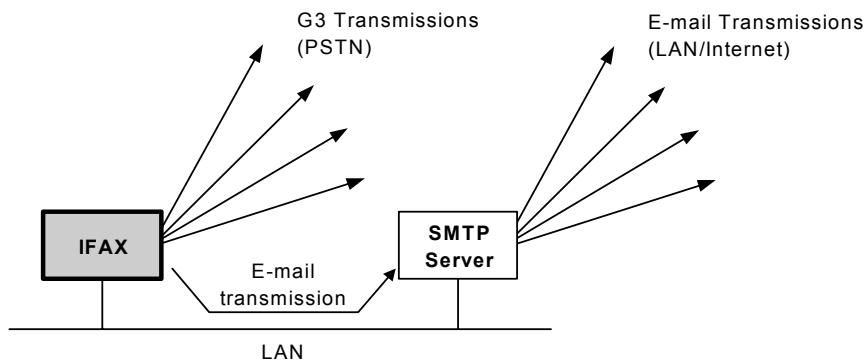 G3 Transmissions
(PSTN)
E-mail Transmissions
(LAN/Internet)
IFAX
SMTP
Server
E-mail
transmission
LAN